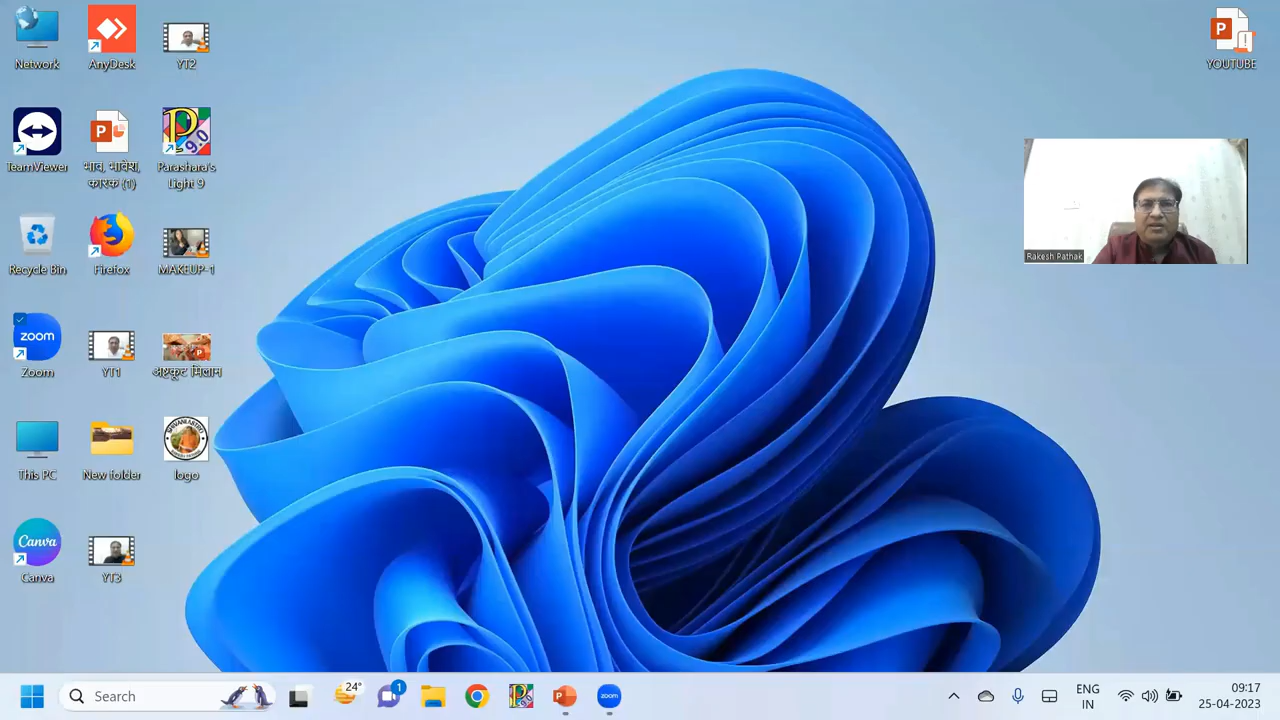 Network
AnyDesk
YT2
YOUTUBE
TeamViewer
भाव, भावेश,
कारक (1)
Parashara's
Light 9
Recycle Bin
Firefox
MAKEUP-1
Rakesh Pathak
zoom
Zoom
YT1
अष्टकूट मिलान
This PC
New folder
logo
Canva
Canva
YT3
Search
24°
1
zoom
ENG
IN
09:17
25-04-2023